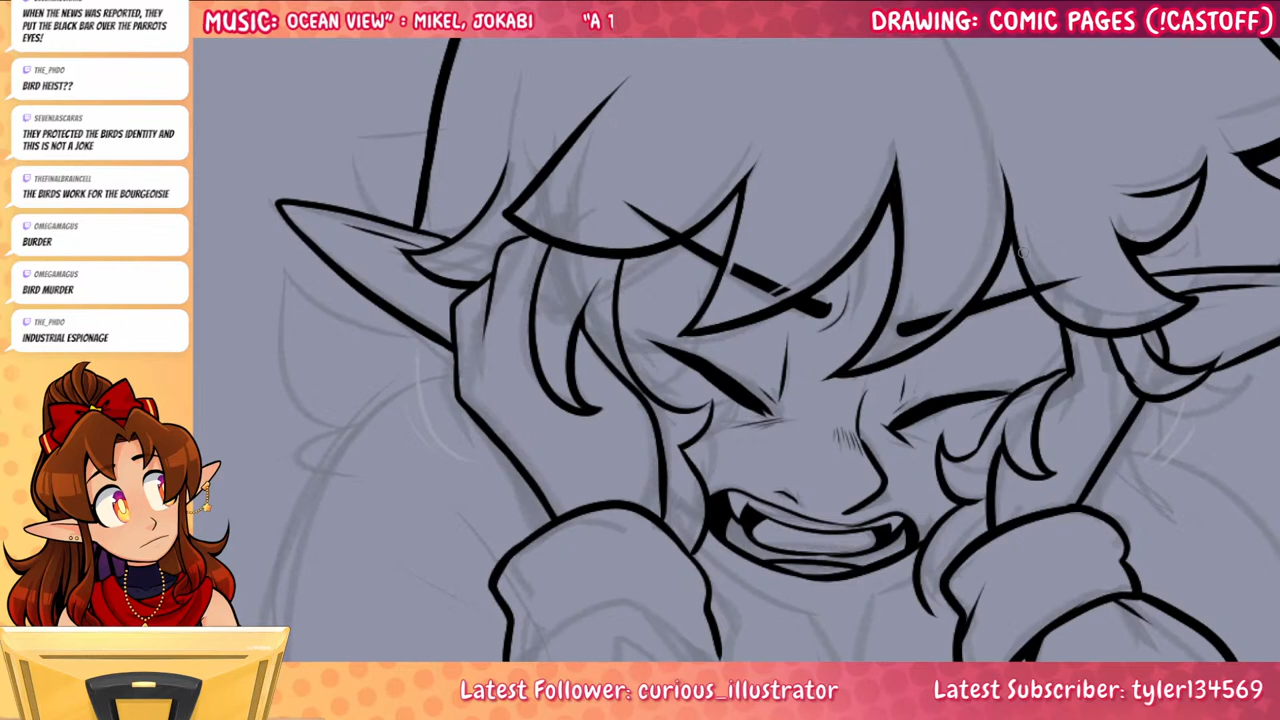 MUSIC: OCEAN VIEW" : MIKEL, JOKABI "A 1
DRAWING: COMIC PAGES (!CASTOFF)
WHEN THE NEWS WAS REPORTED, THEY
PUT THE BLACK BAR OVER THE PARROTS
EYES!
THE_PHDO
BIRD HEIST??
SEVENLASCARAS
THEY PROTECTED THE BIRDS IDENTITY AND
THIS IS NOT A JOKE
THEFINALBRAINCELL
THE BIRDS WORK FOR THE BOURGEOISIE
OMEGAMAGUS
BURDER
OMEGAMAGUS
BIRD MURDER
THE_PHDO
INDUSTRIAL ESPIONAGE
Latest Follower: curious_illustrator
Latest Subscriber: tyler134569